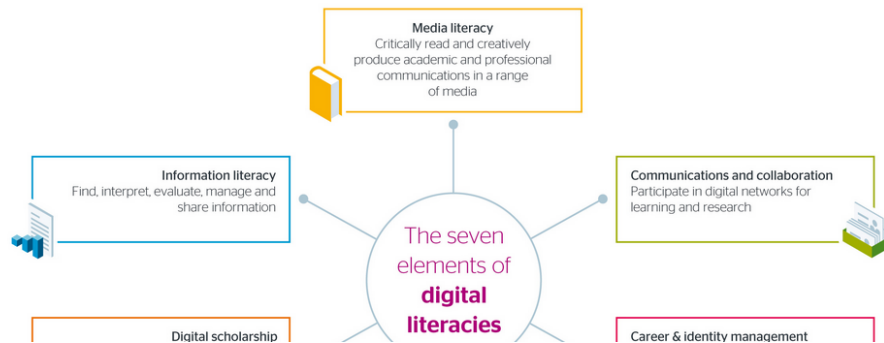 Media literacy
Critically read and creatively
produce academic and professional
communications in a range
of media
Information literacy
Find, interpret, evaluate, manage and
share information
Communications and collaboration
Participate in digital networks for
learning and research
The seven
elements of
digital
literacies
Digital scholarship
Career & identity management